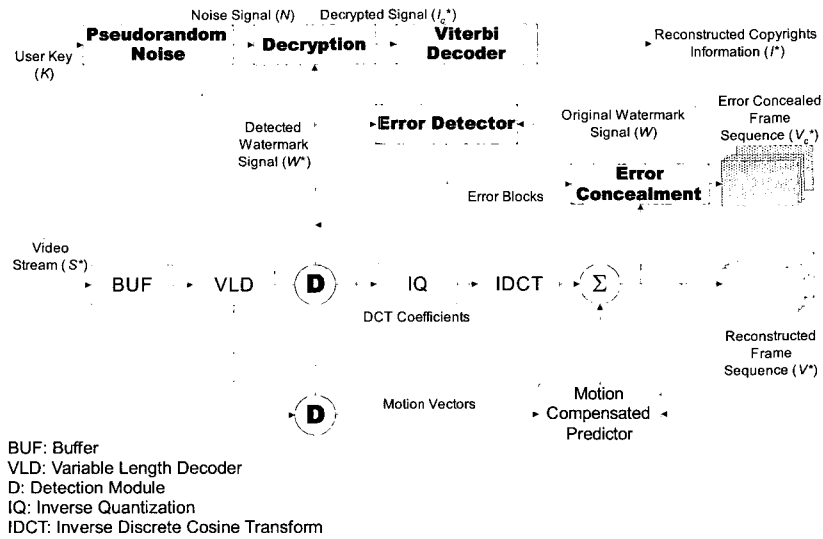 Noise Signal (N)
Decrypted Signal (I_c*)
User Key
(K)
Pseudorandom
Noise
Decryption
Viterbi
Decoder
Reconstructed Copyrights
Information (I*)
Detected
Watermark
Signal (W*)
Error Detector
Original Watermark
Signal (W)
Error Concealed
Frame
Sequence (V_c*)
Error Blocks
Error
Concealment
Video
Stream (S*)
BUF
VLD
D
IQ
IDCT
Σ
DCT Coefficients
Reconstructed
Frame
Sequence (V*)
D
Motion Vectors
Motion
Compensated
Predictor
BUF: Buffer
VLD: Variable Length Decoder
D: Detection Module
IQ: Inverse Quantization
IDCT: Inverse Discrete Cosine Transform